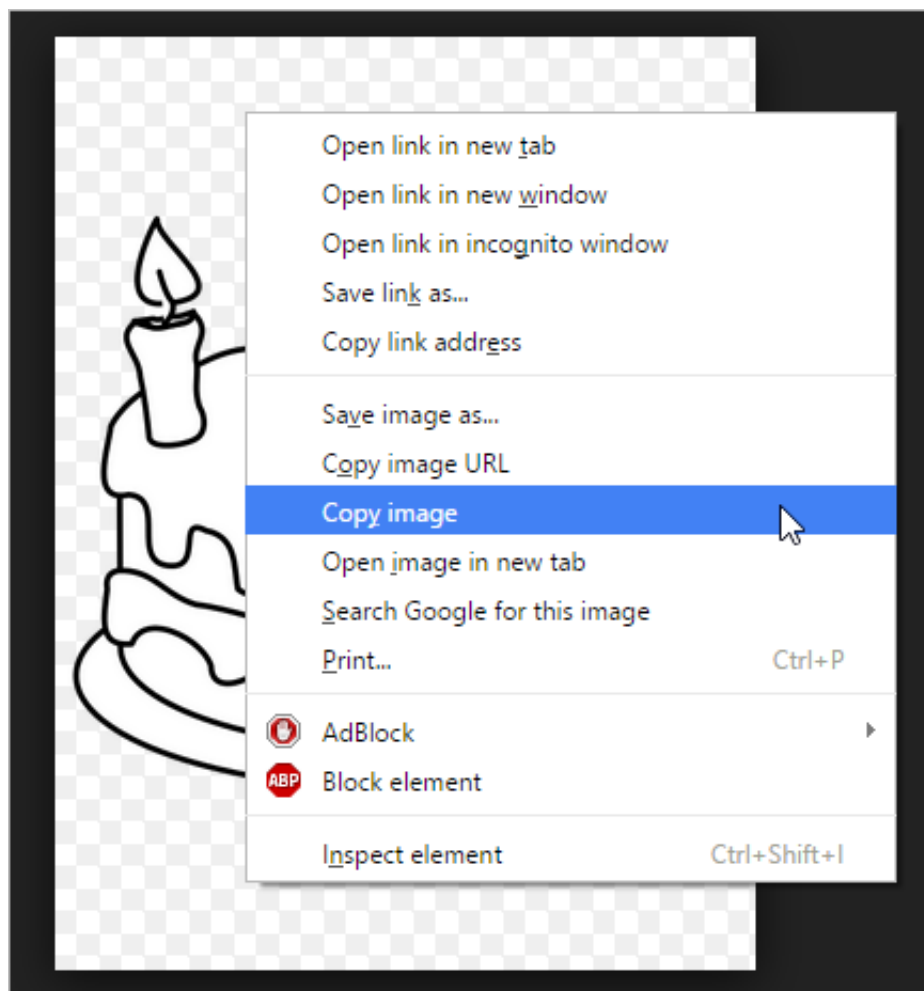 Open link in new tab
Open link in new window
Open link in incognito window
Save link as...
Copy link address
Save image as...
Copy image URL
Copy image
Open image in new tab
Search Google for this image
Print... Ctrl+P
AdBlock
ABP Block element
Inspect element Ctrl+Shift+I